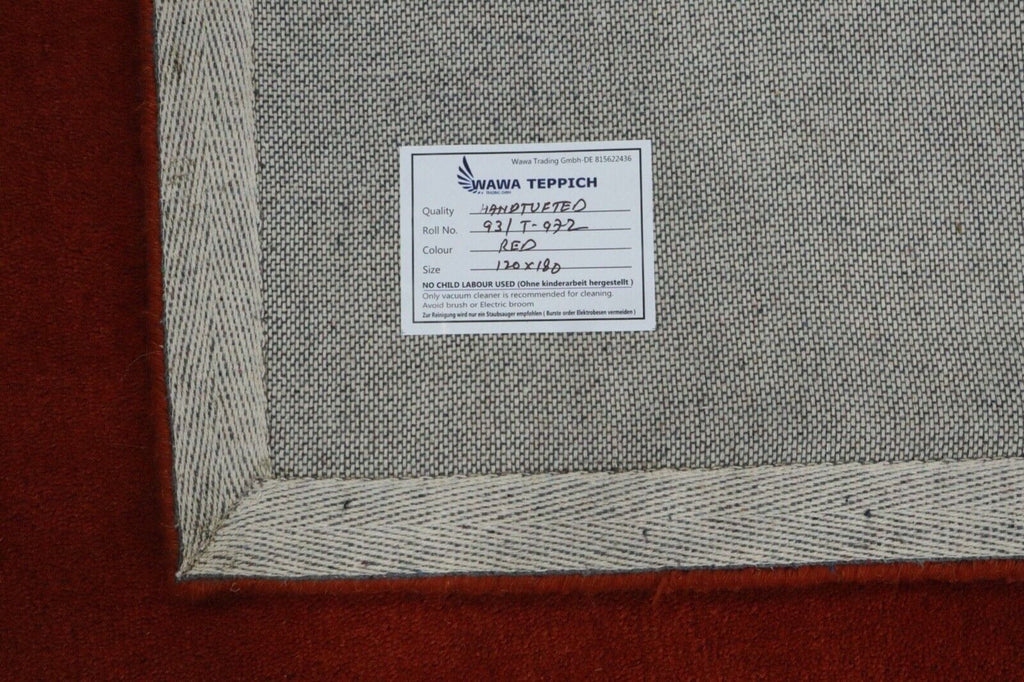 Wawa Trading Gmbh-DE 815622436
WAWA TEPPICH
TRADING GMBH
Quality HANDTUFTED
Roll No. 93/T-972
Colour RED
Size 120x180
NO CHILD LABOUR USED (Ohne kinderarbeit hergestellt )
Only vacuum cleaner is recommended for cleaning.
Avoid brush or Electric broom
Zur Reinigung wird nur ein Staubsauger empfohlen ( Burste order Elektrobesen vermeiden )